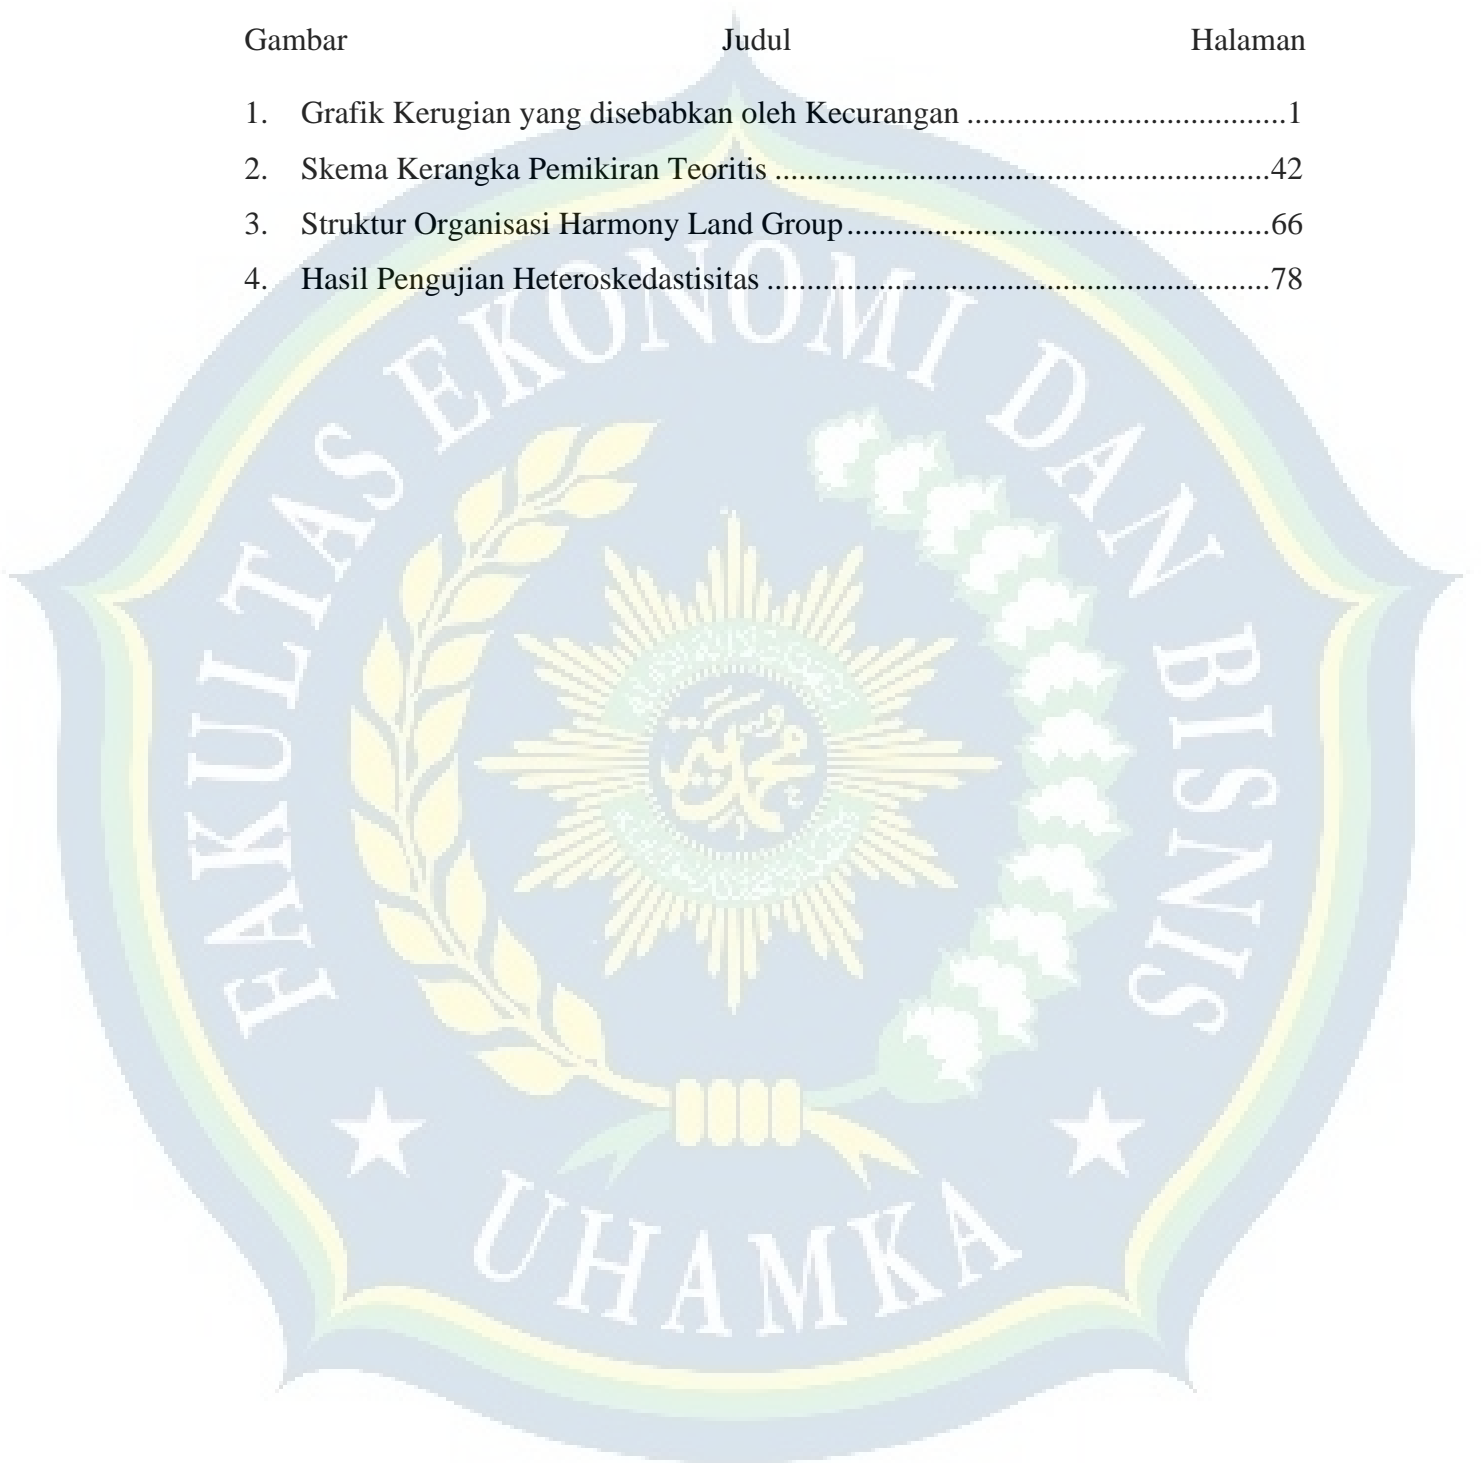 Gambar Judul Halaman
1. Grafik Kerugian yang disebabkan oleh Kecurangan ........................................1
2. Skema Kerangka Pemikiran Teoritis ...............................................................42
3. Struktur Organisasi Harmony Land Group......................................................66
4. Hasil Pengujian Heteroskedastisitas ................................................................78
FAKULTAS EKONOMI DAN BISNIS
محمد
UHAMKA